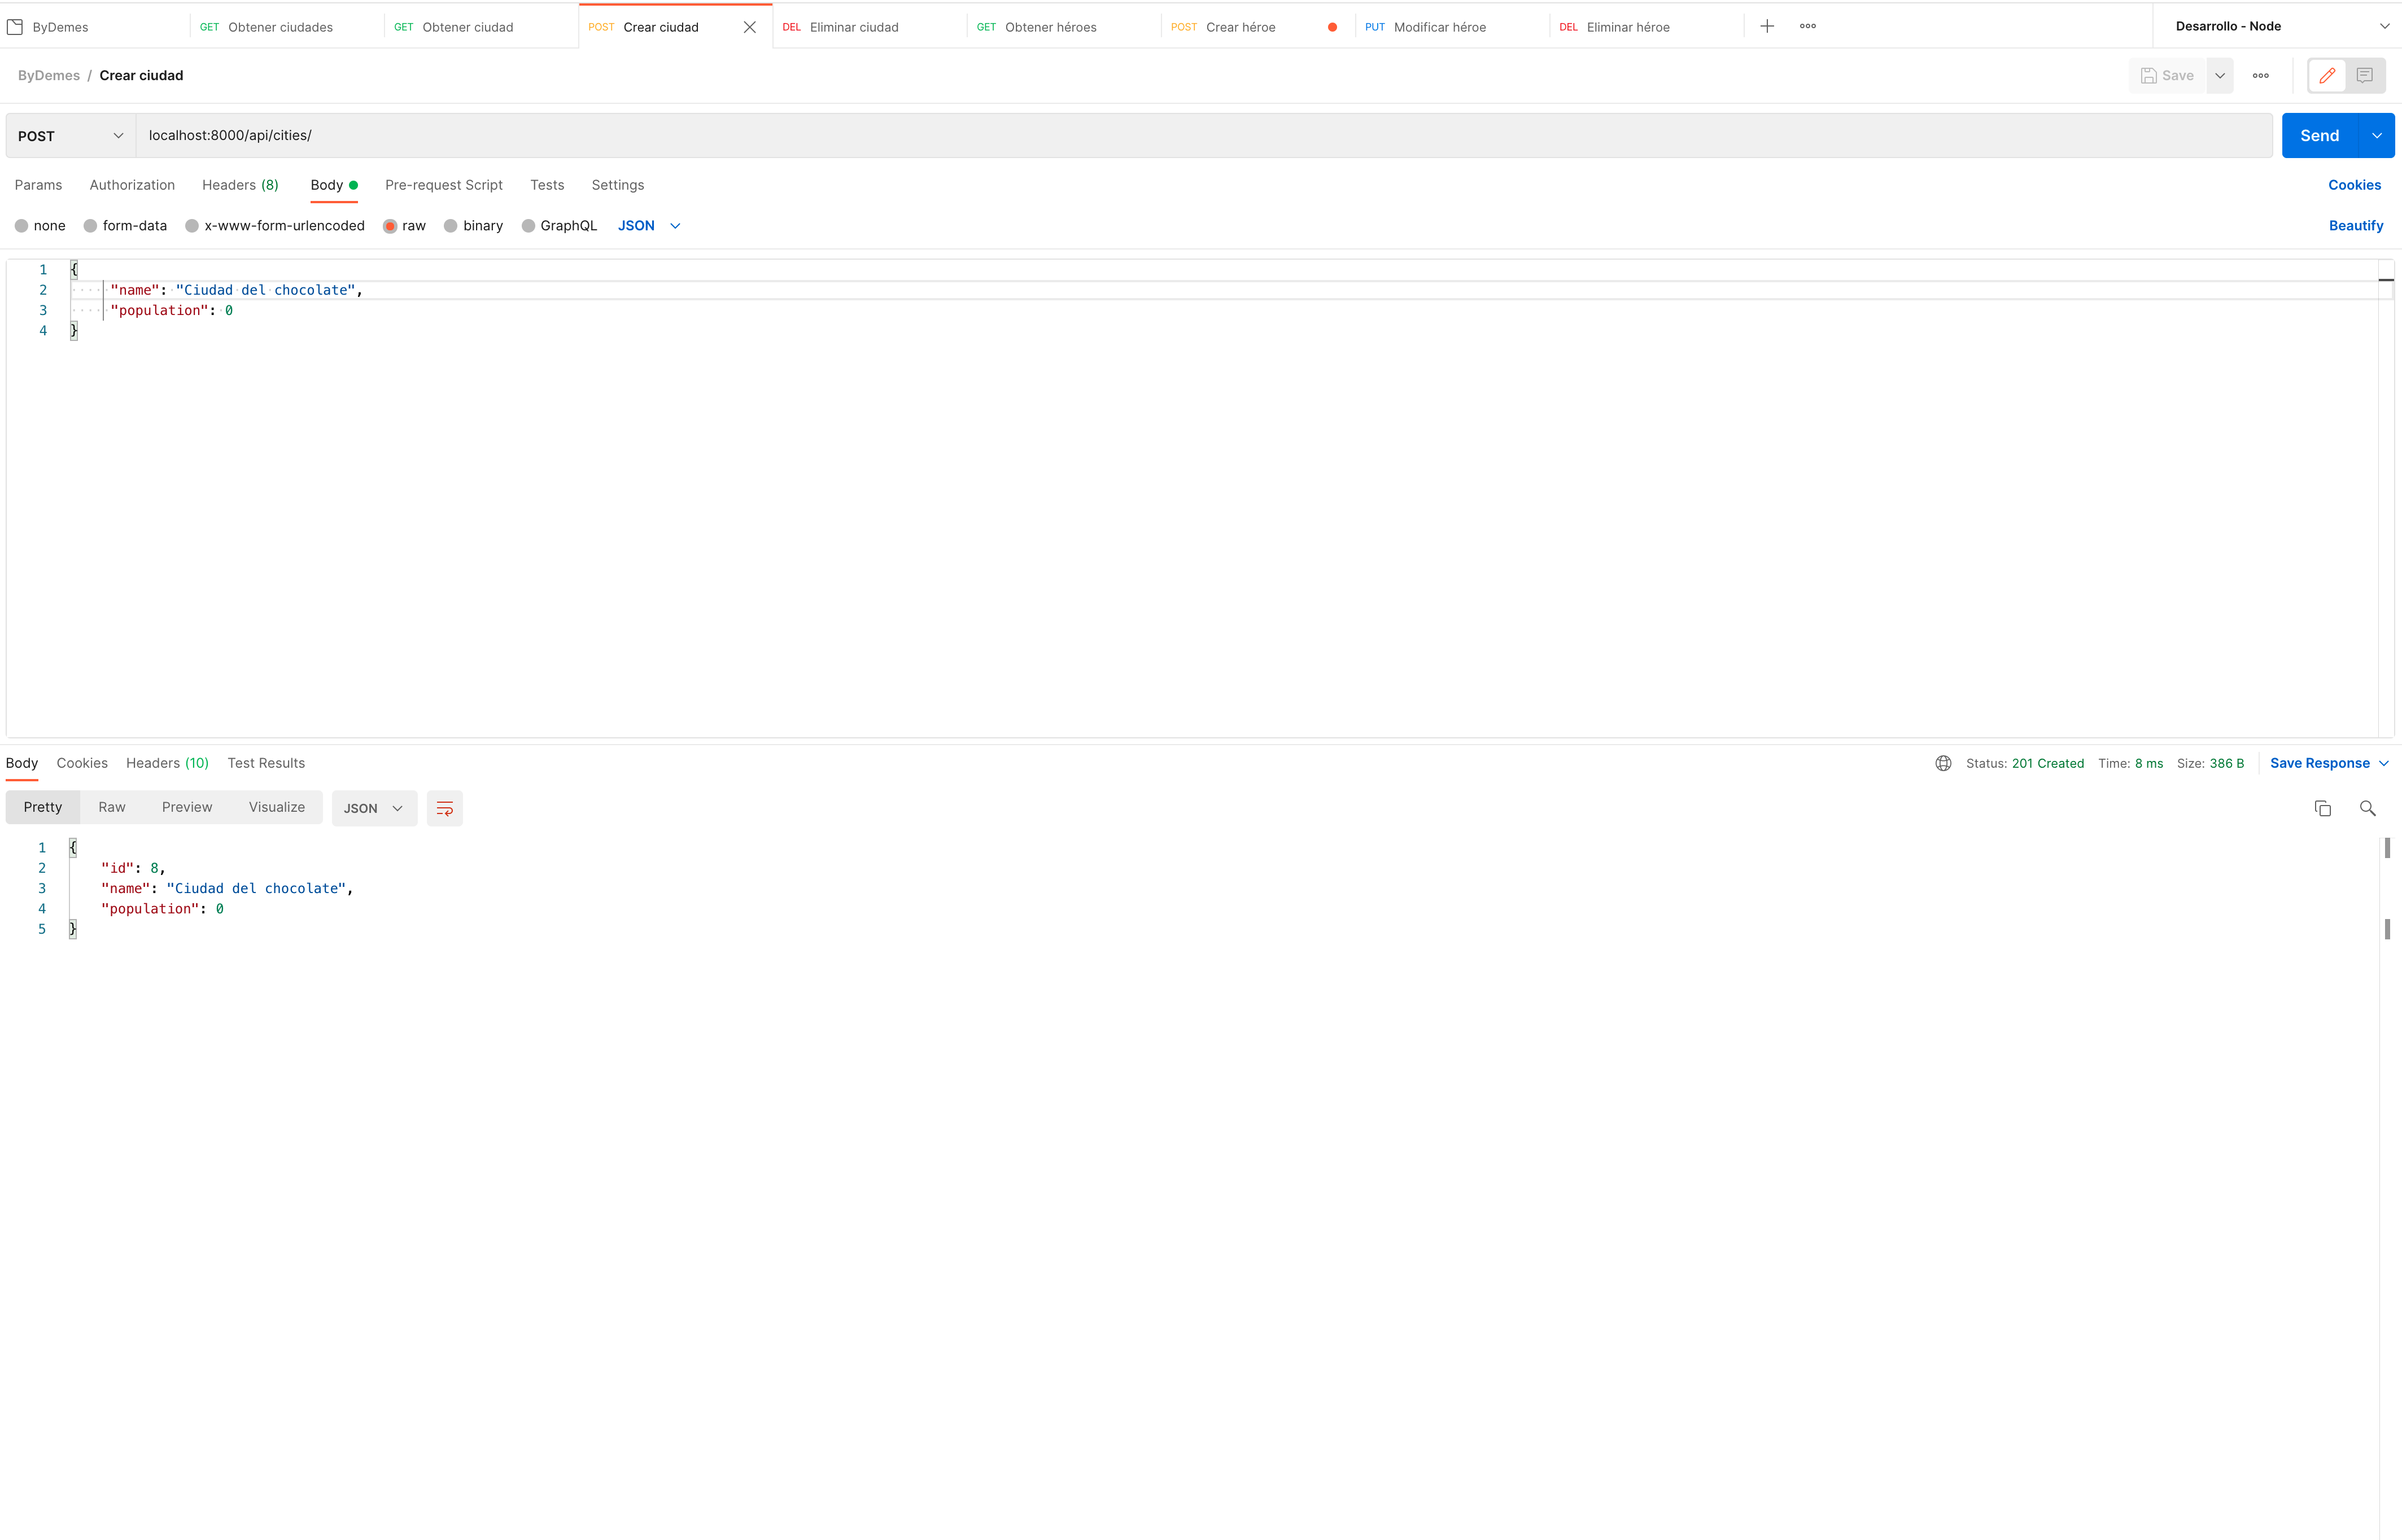 ByDemes GET Obtener ciudades GET Obtener ciudad POST Crear ciudad DEL Eliminar ciudad GET Obtener héroes POST Crear héroe PUT Modificar héroe DEL Eliminar héroe Desarrollo - Node
ByDemes / Crear ciudad Save
POST localhost:8000/api/cities/ Send
Params Authorization Headers (8) Body Pre-request Script Tests Settings Cookies
none form-data x-www-form-urlencoded raw binary GraphQL JSON Beautify
1 {
2 "name": "Ciudad del chocolate",
3 "population": 0
4 }
Body Cookies Headers (10) Test Results Status: 201 Created Time: 8 ms Size: 386 B Save Response
Pretty Raw Preview Visualize JSON
1 {
2 "id": 8,
3 "name": "Ciudad del chocolate",
4 "population": 0
5 }